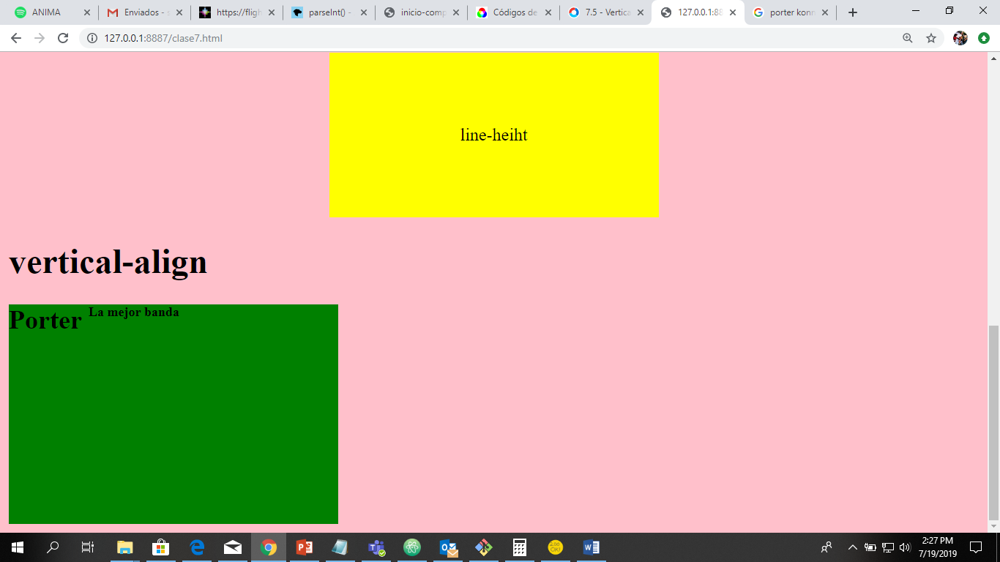 ANIMA
Enviados - s
https://fligh
parseInt() -
inicio-comp
Códigos de
7.5 - Vertica
127.0.0.1:88
porter konn
127.0.0.1:8887/clase7.html
line-heiht
vertical-align
Porter La mejor banda
2:27 PM
7/19/2019